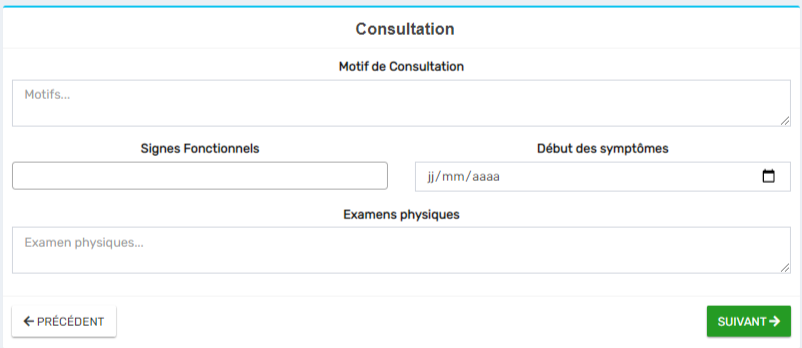 Consultation
Motif de Consultation
Motifs...
Signes Fonctionnels
Début des symptômes
jj/mm/aaaa
Examens physiques
Examen physiques...
PRÉCÉDENT
SUIVANT